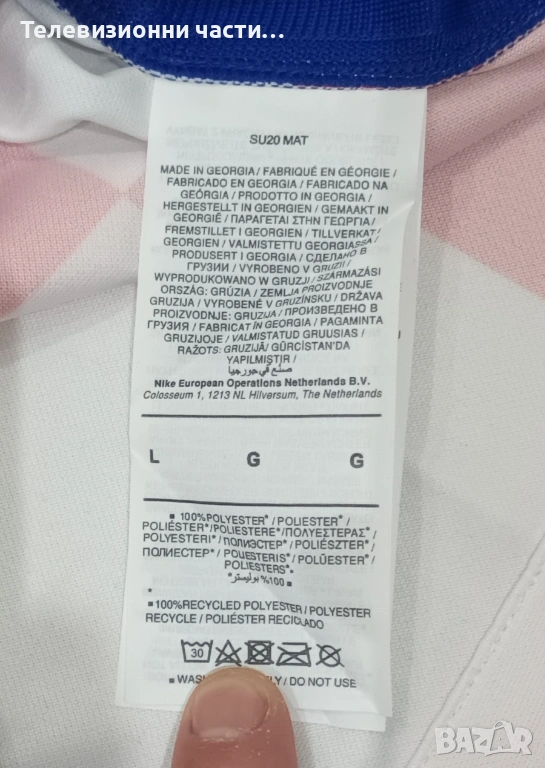 Телевизионни части...
SU20 MAT
MADE IN GEORGIA / FABRIQUÉ EN GÉORGIE /
FABRICADO EN GEORGIA / FABRICADO NA
GEÓRGIA / PRODOTTO IN GEORGIA /
HERGESTELLT IN GEORGIEN / GEMAAKT IN
GEORGIË / ΠΑΡΑΓΕΤΑΙ ΣΤΗΝ ΓΕΩΡΓΙΑ /
FREMSTILLET I GEORGIEN / TILLVERKAT I
GEORGIEN / VALMISTETTU GEORGIASSA /
PRODUSERT I GEORGIA / СДЕЛАНО В
ГРУЗИИ / VYROBENO V GRUZII /
WYPRODUKOWANO W GRUZJI / SZÁRMAZÁSI
ORSZÁG: GRÚZIA / ZEMLJA PROIZVODNJE
GRUZIJA / VYROBENÉ V GRUZÍNSKU / DRŽAVA
PROIZVODNJE: GRUZIJA / ПРОИЗВЕДЕНО В
ГРУЗИЯ / FABRICAT ÎN GEORGIA / PAGAMINTA
GRUZIJOJE / VALMISTATUD GRUUSIAS /
RAŽOTS: GRUZIJĀ / GÜRCİSTAN'DA
YAPILMIŞTIR /
صنع في جورجيا
Nike European Operations Netherlands B.V.
Colosseum 1, 1213 NL Hilversum, The Netherlands
L G G
■ 100% POLYESTER* / POLIESTER* /
POLIÉSTER* / POLIESTERE* / ΠΟΛΥΕΣΤΕΡΑΣ* /
POLYESTERI* / ПОЛИЭСТЕР* / POLIÉSZTER* /
ПОЛИЕСТЕР* / POLIESTERIS* / POLÜESTER* /
POLIESTERS*
%100 بوليستر* ■
■ 100% RECYCLED POLYESTER / POLYESTER
RECYCLE / POLIÉSTER RECICLADO
30
■ / DO NOT USE
BAZAR